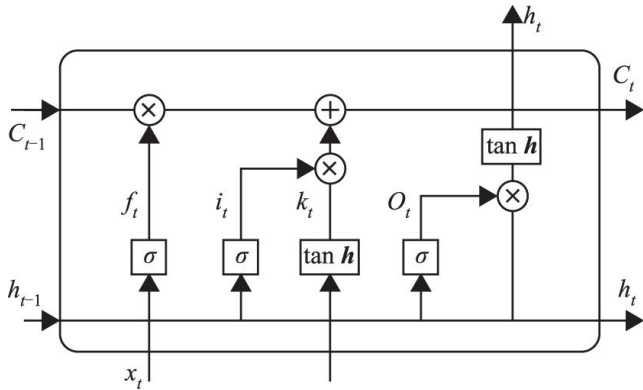 h_t
C_t
C_{t-1}
×
+
tan h
×
f_t
i_t
k_t
O_t
×
σ
σ
tan h
σ
h_{t-1}
h_t
x_t